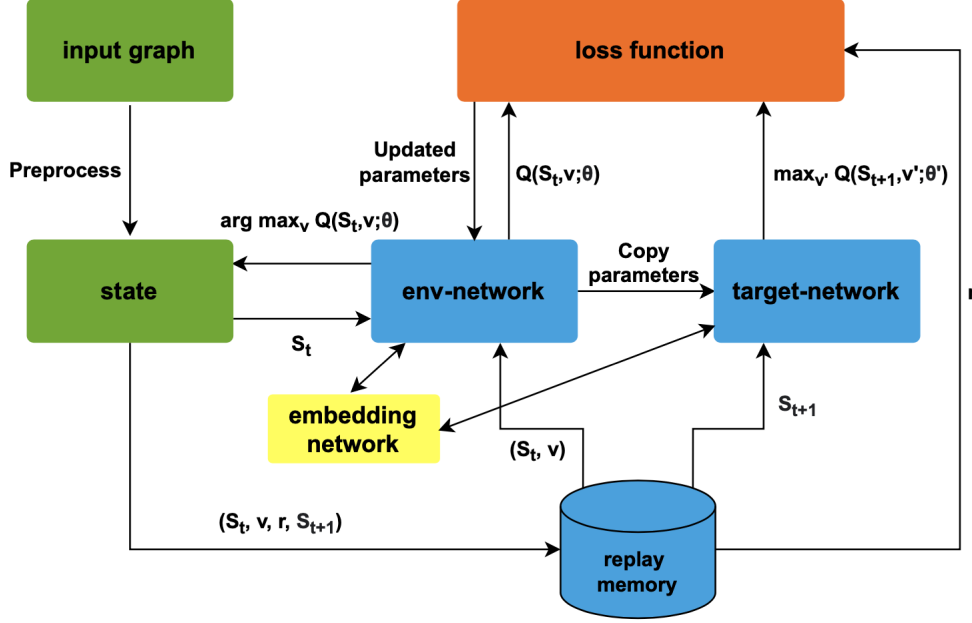 input graph
loss function
Preprocess
Updated
parameters
Q(Sₜ,v;θ)
maxᵥ' Q(Sₜ₊₁,v';θ')
arg maxᵥ Q(Sₜ,v;θ)
state
env-network
Copy
parameters
target-network
Sₜ
embedding
network
(Sₜ, v)
Sₜ₊₁
(Sₜ, v, r, Sₜ₊₁)
replay
memory